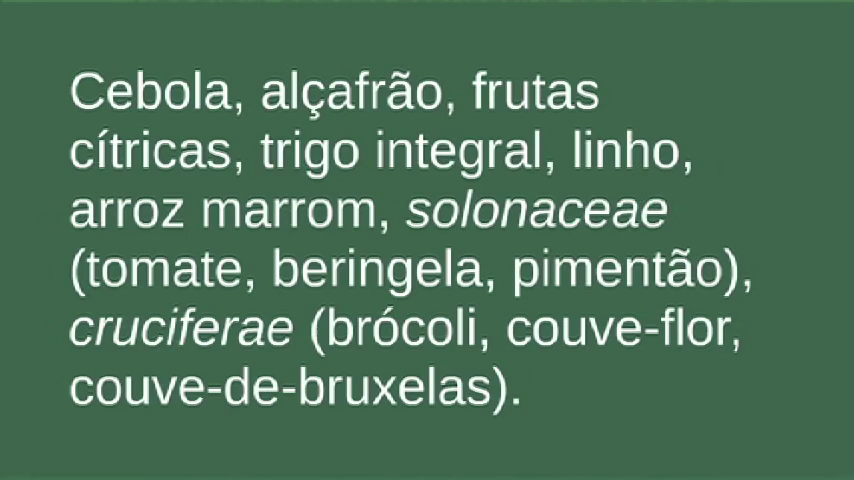 Cebola, alçafrão, frutas
cítricas, trigo integral, linho,
arroz marrom, solonaceae
(tomate, beringela, pimentão),
cruciferae (brócoli, couve-flor,
couve-de-bruxelas).